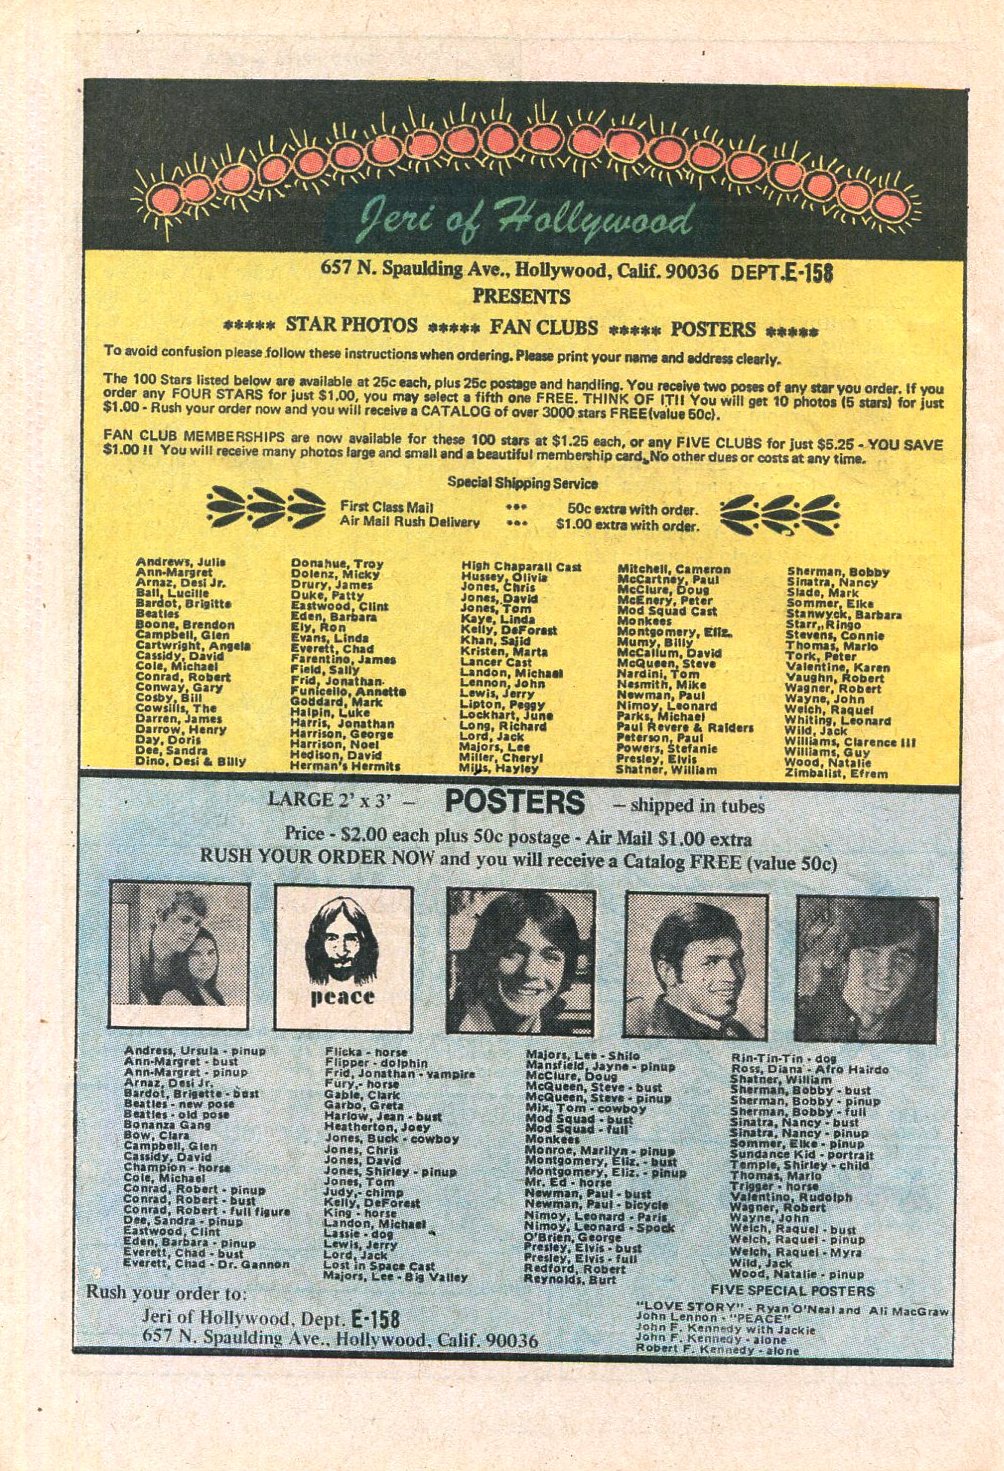 Jeri of Hollywood
657 N. Spaulding Ave., Hollywood, Calif. 90036 DEPT.E-158
PRESENTS
***** STAR PHOTOS ***** FAN CLUBS ***** POSTERS *****
To avoid confusion please follow these instructions when ordering. Please print your name and address clearly.
The 100 Stars listed below are available at 25c each, plus 25c postage and handling. You receive two poses of any star you order. If you
order any FOUR STARS for just $1.00, you may select a fifth one FREE. THINK OF IT!! You will get 10 photos (5 stars) for just
$1.00 - Rush your order now and you will receive a CATALOG of over 3000 stars FREE(value 50c).
FAN CLUB MEMBERSHIPS are now available for these 100 stars at $1.25 each, or any FIVE CLUBS for just $5.25 - YOU SAVE
$1.00 !! You will receive many photos large and small and a beautiful membership card. No other dues or costs at any time.
Special Shipping Service
First Class Mail *** 50c extra with order.
Air Mail Rush Delivery *** $1.00 extra with order.
Andrews, Julie
Ann-Margret
Arnaz, Desi Jr.
Ball, Lucille
Bardot, Brigitte
Beatles
Boone, Brendon
Campbell, Glen
Cartwright, Angela
Cassidy, David
Cole, Michael
Conrad, Robert
Conway, Gary
Cosby, Bill
Cowsills, The
Darren, James
Darrow, Henry
Day, Doris
Dee, Sandra
Dino, Desi & Billy
Donahue, Troy
Dolenz, Micky
Drury, James
Duke, Patty
Eastwood, Clint
Eden, Barbara
Ely, Ron
Evans, Linda
Everett, Chad
Farentino, James
Field, Sally
Frid, Jonathan
Funicello, Annette
Goddard, Mark
Halpin, Luke
Harris, Jonathan
Harrison, George
Harrison, Noel
Hedison, David
Herman's Hermits
High Chaparall Cast
Hussey, Olivia
Jones, Chris
Jones, David
Jones, Tom
Kaye, Linda
Kelly, DeForest
Khan, Sajid
Kristen, Marta
Lancer Cast
Landon, Michael
Lennon, John
Lewis, Jerry
Lipton, Peggy
Lockhart, June
Long, Richard
Lord, Jack
Majors, Lee
Miller, Cheryl
Mills, Hayley
Mitchell, Cameron
McCartney, Paul
McClure, Doug
McEnery, Peter
Mod Squad Cast
Monkees
Montgomery, Eliz.
Mumy, Billy
McCallum, David
McQueen, Steve
Nardini, Tom
Nesmith, Mike
Newman, Paul
Nimoy, Leonard
Parks, Michael
Paul Revere & Raiders
Peterson, Paul
Powers, Stefanie
Presley, Elvis
Shatner, William
Sherman, Bobby
Sinatra, Nancy
Slade, Mark
Sommer, Elke
Stanwyck, Barbara
Starr, Ringo
Stevens, Connie
Thomas, Marlo
Tork, Peter
Valentine, Karen
Vaughn, Robert
Wagner, Robert
Wayne, John
Welch, Raquel
Whiting, Leonard
Wild, Jack
Williams, Clarence III
Williams, Guy
Wood, Natalie
Zimbalist, Efrem
LARGE 2' x 3' — POSTERS — shipped in tubes
Price - $2.00 each plus 50c postage - Air Mail $1.00 extra
RUSH YOUR ORDER NOW and you will receive a Catalog FREE (value 50c)
peace
Andress, Ursula - pinup
Ann-Margret - bust
Ann-Margret - pinup
Arnaz, Desi Jr.
Bardot, Brigette - bust
Beatles - new pose
Beatles - old pose
Bonanza Gang
Bow, Clara
Campbell, Glen
Cassidy, David
Champion - horse
Cole, Michael
Conrad, Robert - pinup
Conrad, Robert - bust
Conrad, Robert - full figure
Dee, Sandra - pinup
Eastwood, Clint
Eden, Barbara - pinup
Everett, Chad - bust
Everett, Chad - Dr. Gannon
Flicka - horse
Flipper - dolphin
Frid, Jonathan - vampire
Fury - horse
Gable, Clark
Garbo, Greta
Harlow, Jean - bust
Heatherton, Joey
Jones, Buck - cowboy
Jones, Chris
Jones, David
Jones, Shirley - pinup
Jones, Tom
Judy - chimp
Kelly, DeForest
King - horse
Landon, Michael
Lassie - dog
Lewis, Jerry
Lord, Jack
Lost in Space Cast
Majors, Lee - Big Valley
Majors, Lee - Shilo
Mansfield, Jayne - pinup
McClure, Doug
McQueen, Steve - bust
McQueen, Steve - pinup
Mix, Tom - cowboy
Mod Squad - bust
Mod Squad - full
Monkees
Monroe, Marilyn - pinup
Montgomery, Eliz. - bust
Montgomery, Eliz. - pinup
Mr. Ed - horse
Newman, Paul - bust
Newman, Paul - bicycle
Nimoy, Leonard - Paris
Nimoy, Leonard - Spock
O'Brien, George
Presley, Elvis - bust
Presley, Elvis - full
Redford, Robert
Reynolds, Burt
Rin-Tin-Tin - dog
Ross, Diana - Afro Hairdo
Shatner, William
Sherman, Bobby - bust
Sherman, Bobby - pinup
Sherman, Bobby - full
Sinatra, Nancy - bust
Sinatra, Nancy - pinup
Sommer, Elke - pinup
Sundance Kid - portrait
Temple, Shirley - child
Thomas, Marlo
Trigger - horse
Valentino, Rudolph
Wagner, Robert
Wayne, John
Welch, Raquel - bust
Welch, Raquel - pinup
Welch, Raquel - Myra
Wild, Jack
Wood, Natalie - pinup
Rush your order to:
Jeri of Hollywood, Dept. E-158
657 N. Spaulding Ave., Hollywood, Calif. 90036
FIVE SPECIAL POSTERS
"LOVE STORY" - Ryan O'Neal and Ali MacGraw
John Lennon - "PEACE"
John F. Kennedy with Jackie
John F. Kennedy - alone
Robert F. Kennedy - alone